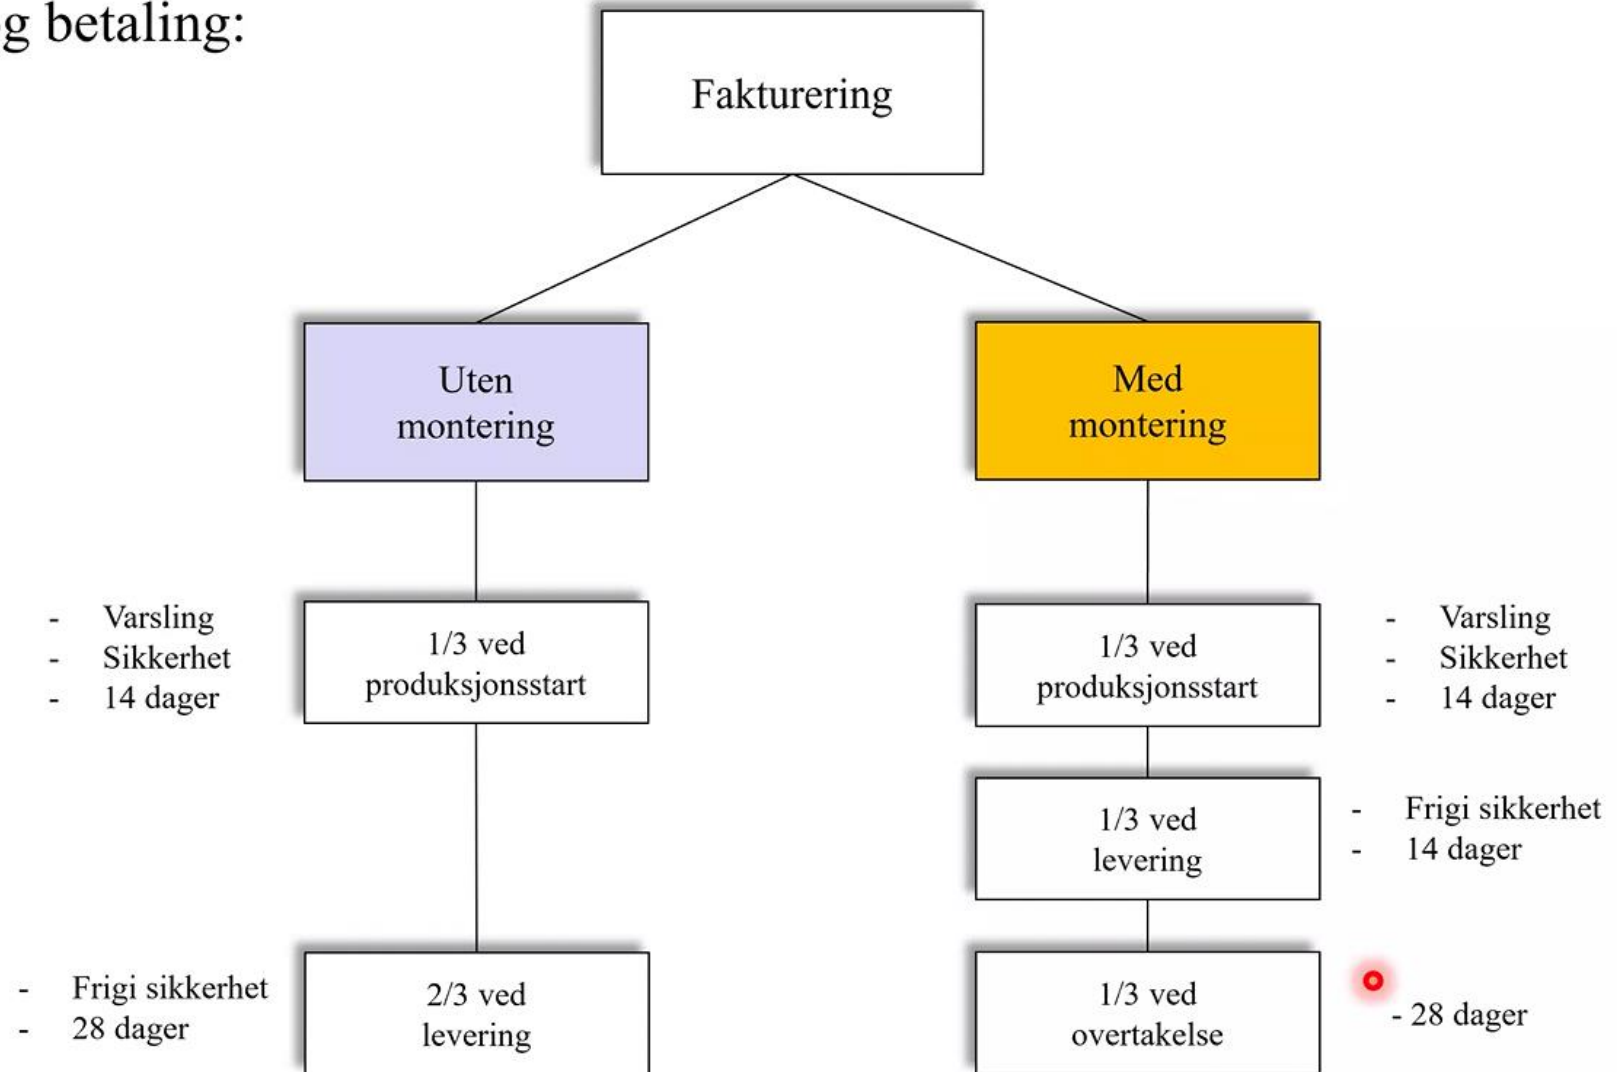 g betaling:
Fakturering
Uten
montering
Med
montering
- Varsling
- Sikkerhet
- 14 dager
1/3 ved
produksjonsstart
1/3 ved
produksjonsstart
- Varsling
- Sikkerhet
- 14 dager
1/3 ved
levering
- Frigi sikkerhet
- 14 dager
- Frigi sikkerhet
- 28 dager
2/3 ved
levering
1/3 ved
overtakelse
- 28 dager